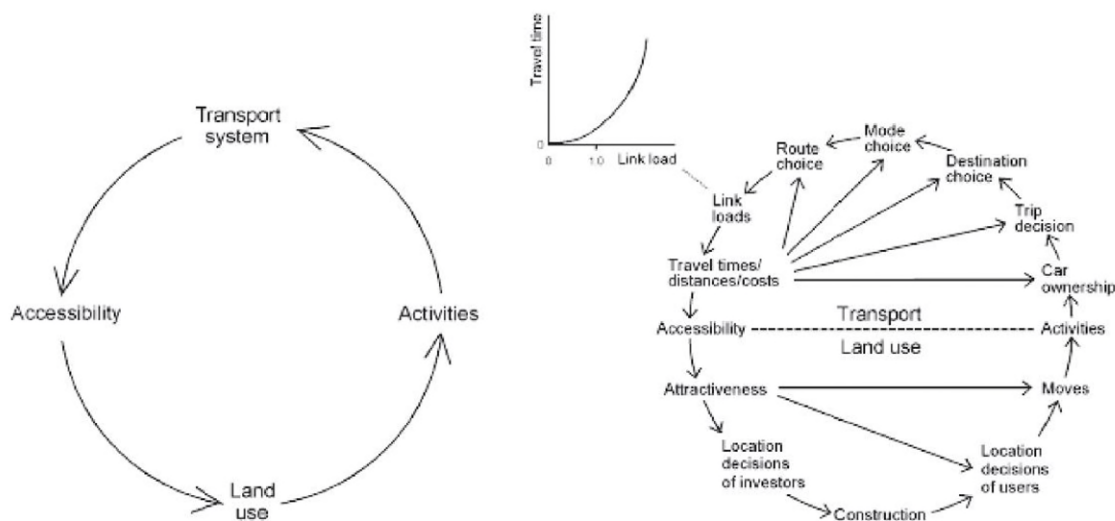 Transport
system
Accessibility
Activities
Land
use
Travel time
0
0
1.0
Link load
Mode
choice
Route
choice
Destination
choice
Link
loads
Trip
decision
Travel times/
distances/costs
Car
ownership
Transport
Accessibility
Activities
Land use
Attractiveness
Moves
Location
decisions
of investors
Location
decisions
of users
Construction